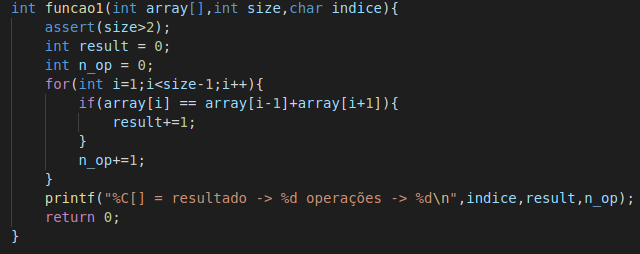 int funcao1(int array[],int size,char indice){
    assert(size>2);
    int result = 0;
    int n_op = 0;
    for(int i=1;i<size-1;i++){
        if(array[i] == array[i-1]+array[i+1]){
            result+=1;
        }
        n_op+=1;
    }
    printf("%C[] = resultado -> %d operações -> %d\n",indice,result,n_op);
    return 0;
}